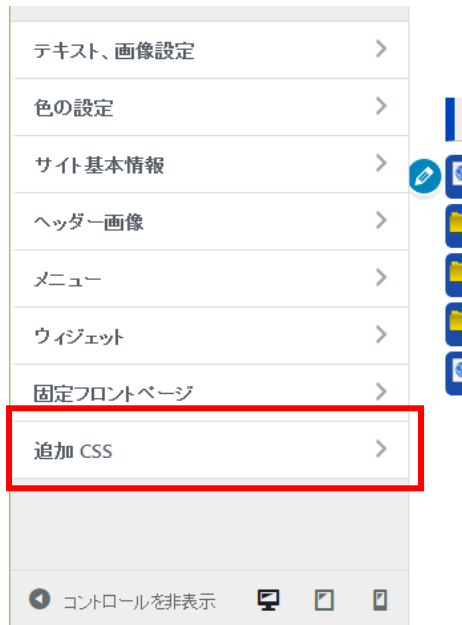 テキスト、画像設定
色の設定
サイト基本情報
ヘッダー画像
メニュー
ウィジェット
固定フロントページ
追加 CSS
コントロールを非表示